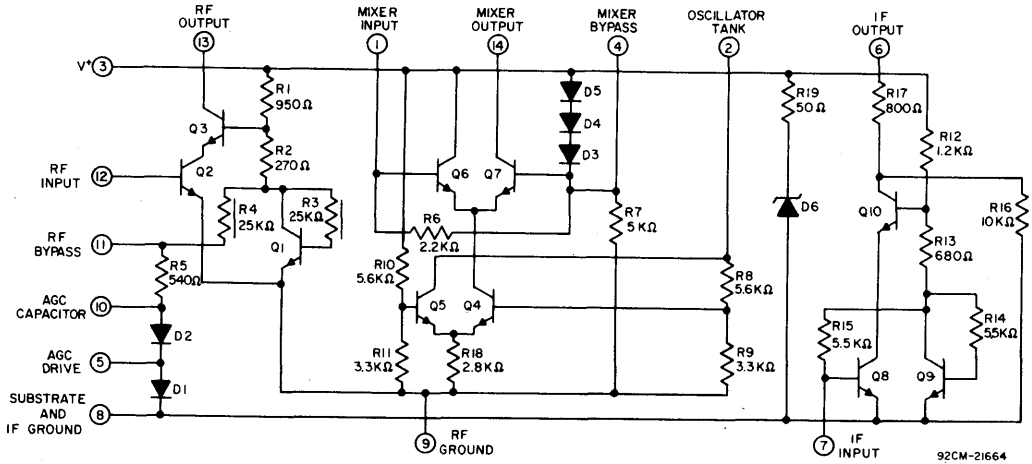 RF
OUTPUT
13
MIXER
INPUT
1
MIXER
OUTPUT
14
MIXER
BYPASS
4
OSCILLATOR
TANK
2
IF
OUTPUT
6
V+ 3
R1
950Ω
Q3
R2
270Ω
RF
INPUT
12
Q2
R4
25KΩ
R3
25KΩ
Q1
RF
BYPASS
11
R5
540Ω
AGC
CAPACITOR
10
D2
AGC
DRIVE
5
D1
SUBSTRATE
AND
IF GROUND
8
D5
D4
D3
Q6
Q7
R6
2.2KΩ
R7
5KΩ
R10
5.6KΩ
Q5
Q4
R8
5.6KΩ
R11
3.3KΩ
R18
2.8KΩ
R9
3.3KΩ
9
RF
GROUND
R19
50Ω
D6
R17
800Ω
R12
1.2KΩ
Q10
R16
10KΩ
R13
680Ω
R15
5.5KΩ
R14
5.5KΩ
Q8
Q9
7
IF
INPUT
92CM-21664